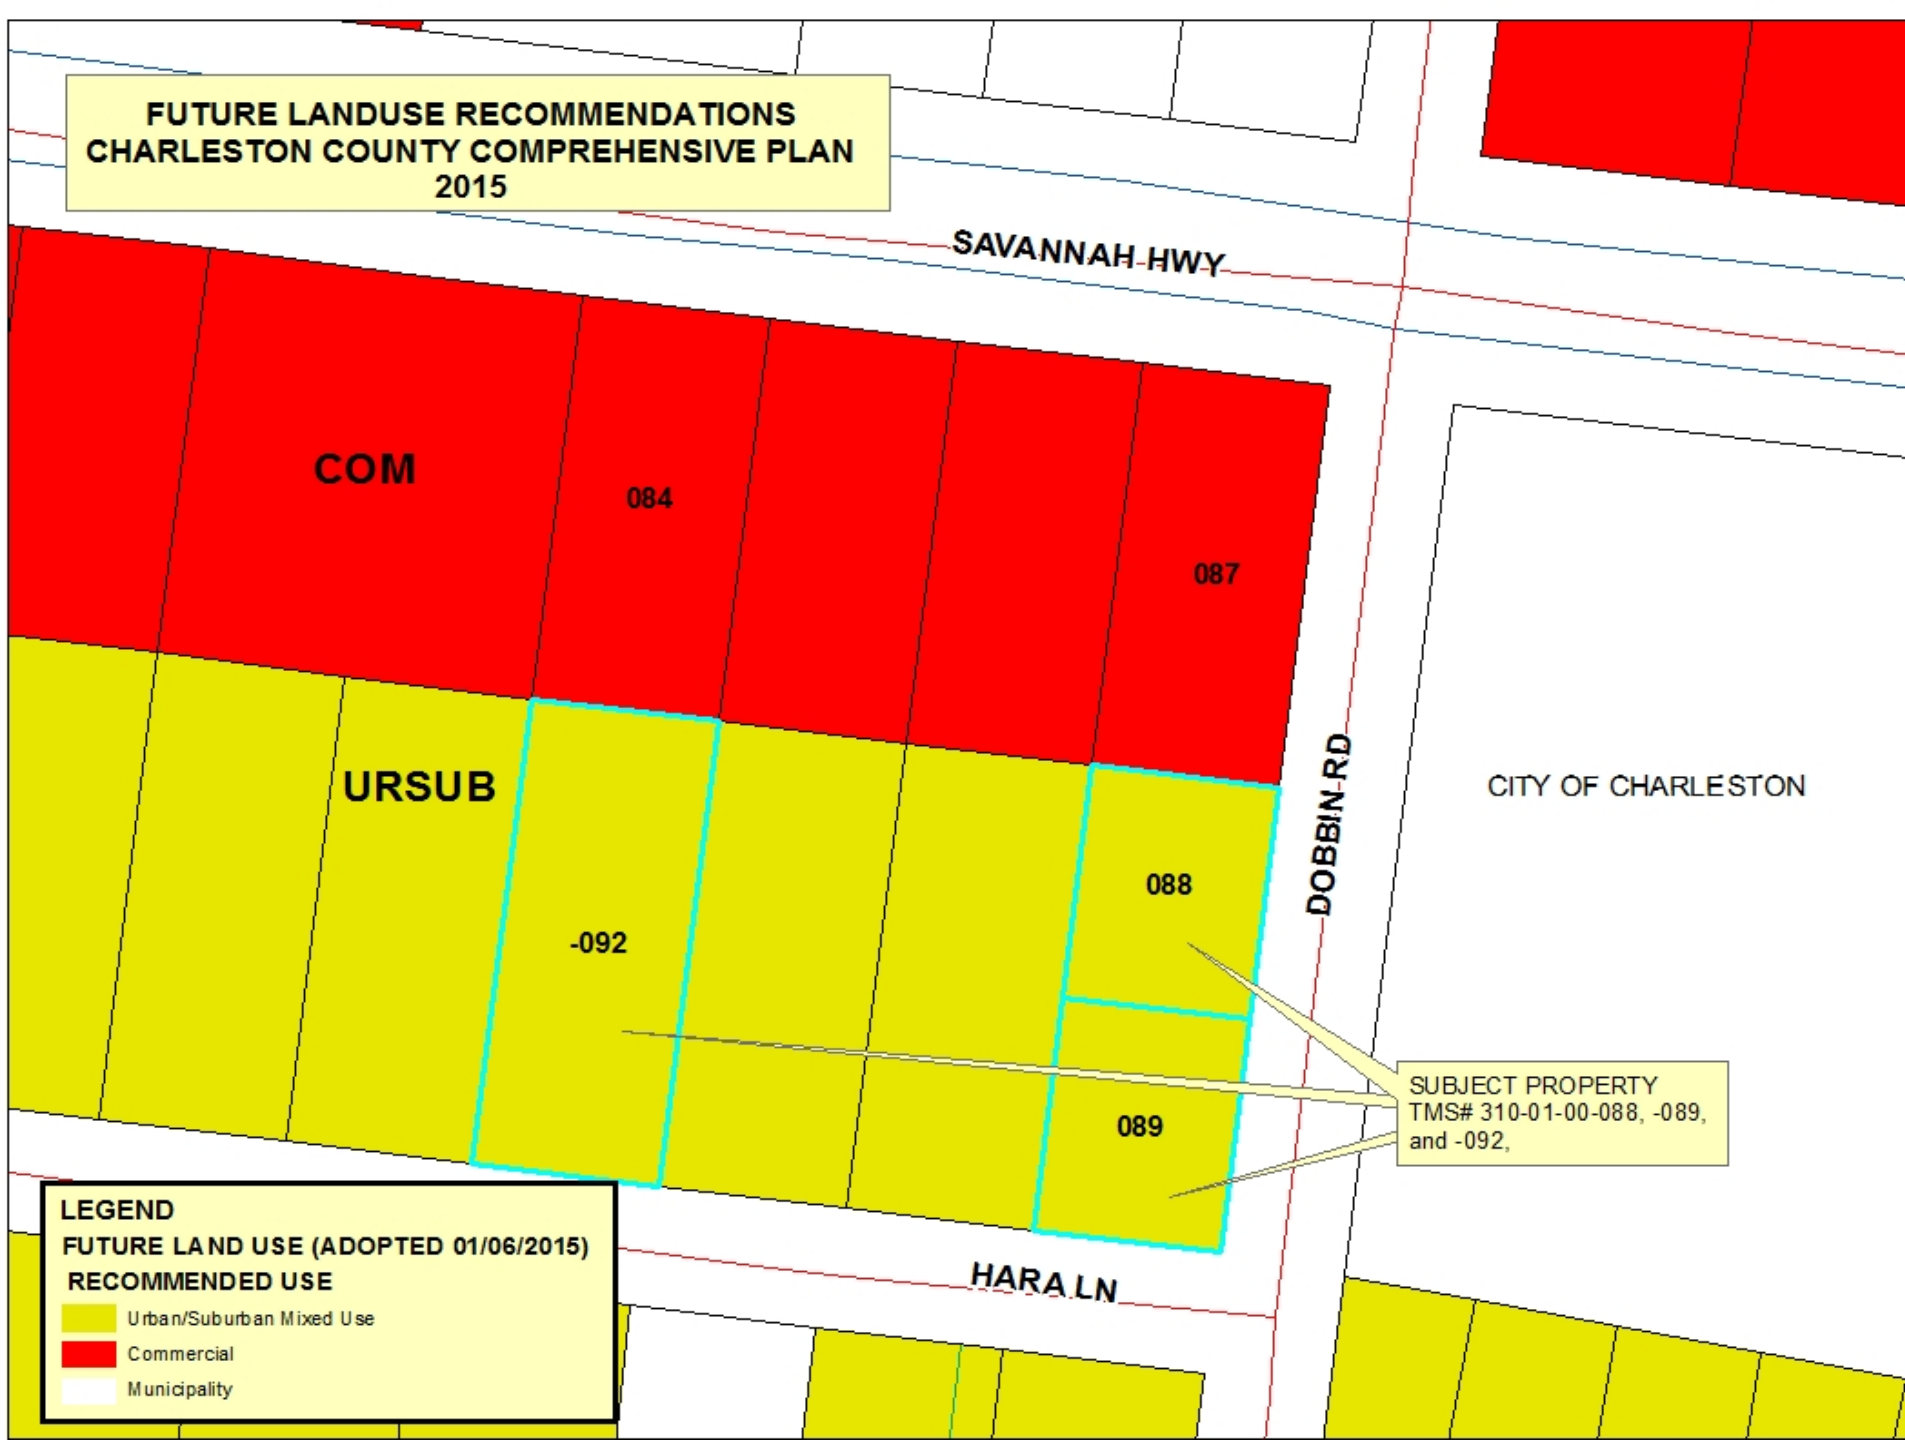 FUTURE LANDUSE RECOMMENDATIONS
CHARLESTON COUNTY COMPREHENSIVE PLAN
2015
SAVANNAH HWY
COM
084
087
URSUB
DOBBIN RD
CITY OF CHARLESTON
088
-092
SUBJECT PROPERTY
TMS# 310-01-00-088, -089,
and -092,
089
HARA LN
LEGEND
FUTURE LAND USE (ADOPTED 01/06/2015)
RECOMMENDED USE
Urban/Suburban Mixed Use
Commercial
Municipality